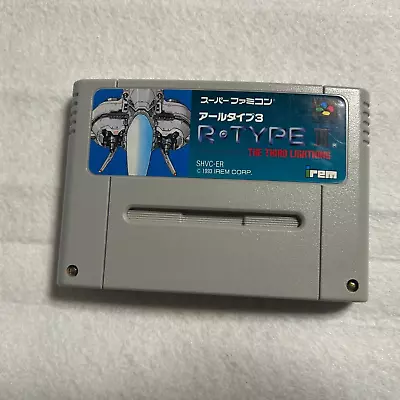 スーパーファミコン
アールタイプ3
R·TYPE III
THE THIRD LIGHTNING
SHVC-ER
© 1993 IREM CORP.
irem